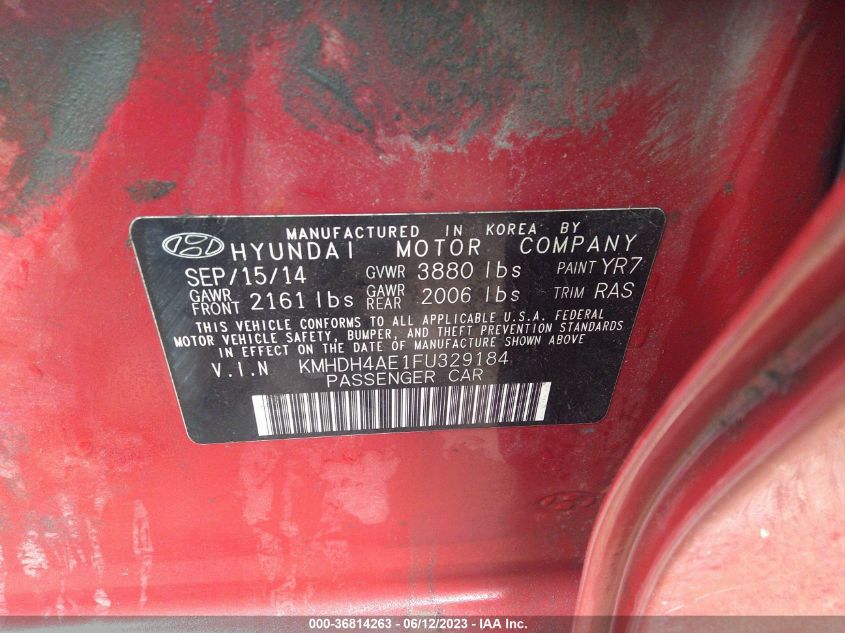 MANUFACTURED IN KOREA BY
HYUNDAI MOTOR COMPANY
SEP/15/14 GVWR 3880 lbs PAINT YR7
GAWR FRONT 2161 lbs GAWR REAR 2006 lbs TRIM RAS
THIS VEHICLE CONFORMS TO ALL APPLICABLE U.S.A. FEDERAL
MOTOR VEHICLE SAFETY, BUMPER, AND THEFT PREVENTION STANDARDS
IN EFFECT ON THE DATE OF MANUFACTURE SHOWN ABOVE
V.I.N KMHDH4AE1FU329184
PASSENGER CAR
000-36814263 - 06/12/2023 - IAA Inc.